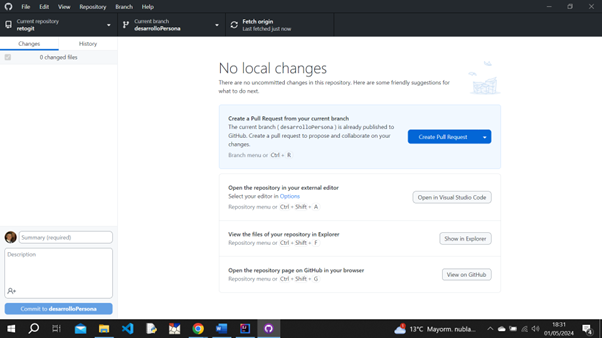 File Edit View Repository Branch Help
Current repository
retogit
Current branch
desarrolloPersona
Fetch origin
Last fetched just now
Changes History
0 changed files
No local changes
There are no uncommitted changes in this repository. Here are some friendly suggestions for
what to do next.
Create a Pull Request from your current branch
The current branch ( desarrolloPersona ) is already published to
GitHub. Create a pull request to propose and collaborate on your
changes.
Branch menu or Ctrl + R
Create Pull Request
Open the repository in your external editor
Select your editor in Options
Repository menu or Ctrl + Shift + A
Open in Visual Studio Code
View the files of your repository in Explorer
Repository menu or Ctrl + Shift + F
Show in Explorer
Open the repository page on GitHub in your browser
Repository menu or Ctrl + Shift + G
View on GitHub
Summary (required)
Description
Commit to desarrolloPersona
13°C Mayorm. nubla...
18:31
01/05/2024
4